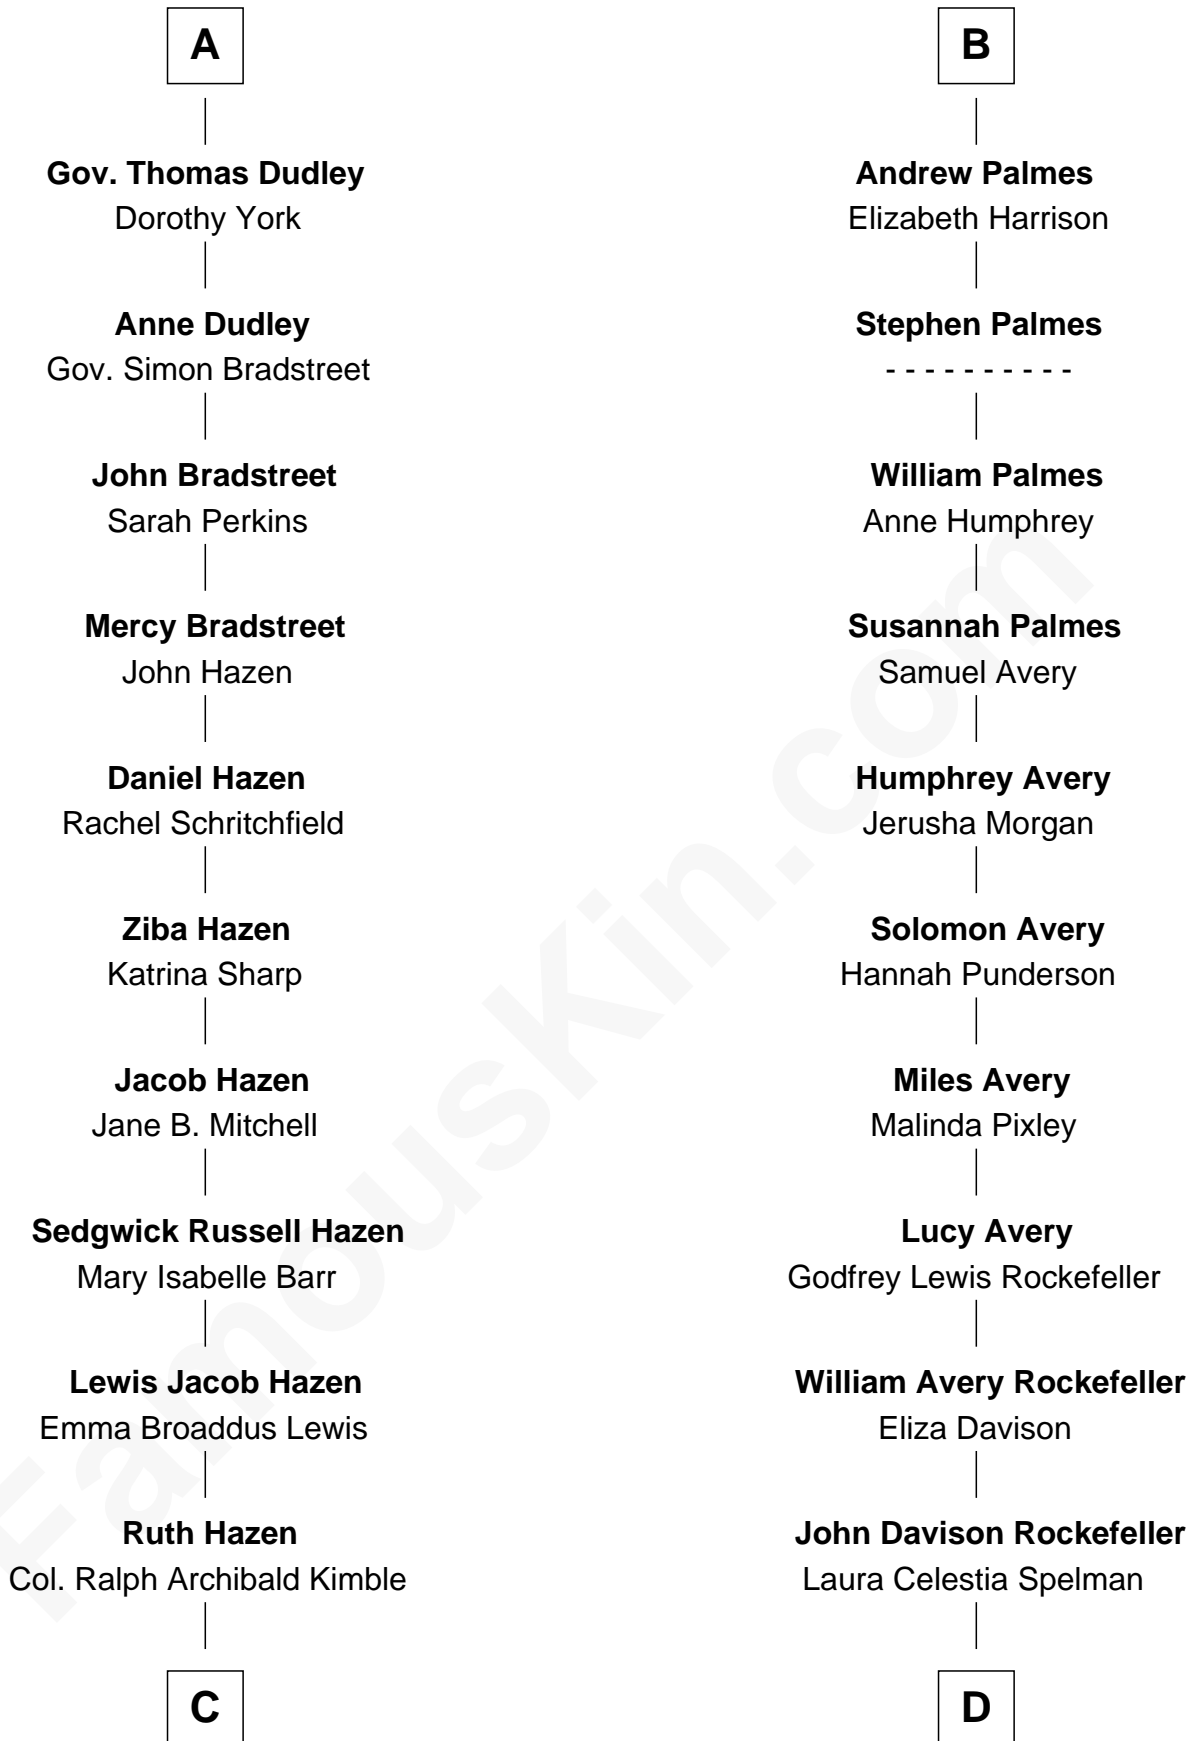 A
Gov. Thomas Dudley
Dorothy York
Anne Dudley
Gov. Simon Bradstreet
John Bradstreet
Sarah Perkins
Mercy Bradstreet
John Hazen
Daniel Hazen
Rachel Schritchfield
Ziba Hazen
Katrina Sharp
Jacob Hazen
Jane B. Mitchell
Sedgwick Russell Hazen
Mary Isabelle Barr
Lewis Jacob Hazen
Emma Broaddus Lewis
Ruth Hazen
Col. Ralph Archibald Kimble
C
B
Andrew Palmes
Elizabeth Harrison
Stephen Palmes
- - - - - - - - - -
William Palmes
Anne Humphrey
Susannah Palmes
Samuel Avery
Humphrey Avery
Jerusha Morgan
Solomon Avery
Hannah Punderson
Miles Avery
Malinda Pixley
Lucy Avery
Godfrey Lewis Rockefeller
William Avery Rockefeller
Eliza Davison
John Davison Rockefeller
Laura Celestia Spelman
D
FamousKin.com